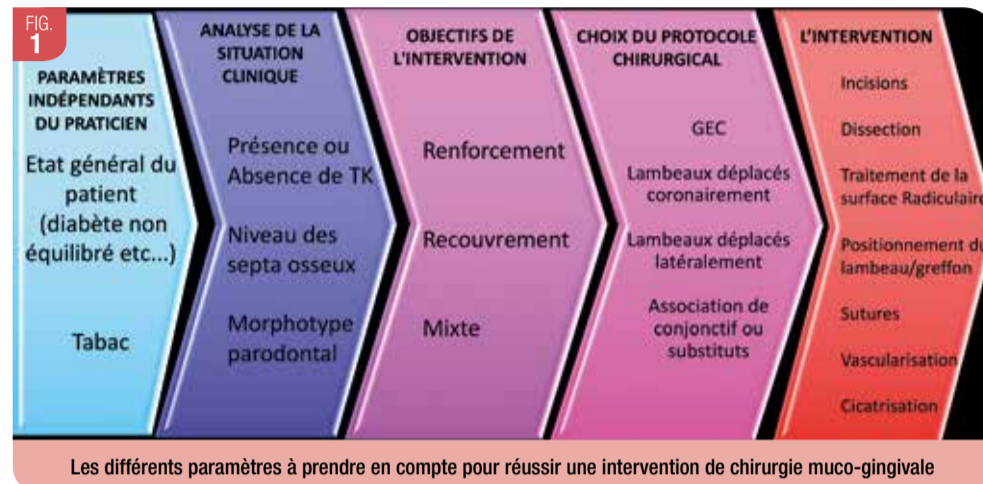 FIG.
1
PARAMÈTRES
INDÉPENDANTS
DU PRATICIEN
Etat général du
patient
(diabète non
équilibré etc...)
Tabac
ANALYSE DE LA
SITUATION
CLINIQUE
Présence ou
Absence de TK
Niveau des
septa osseux
Morphotype
parodontal
OBJECTIFS DE
L'INTERVENTION
Renforcement
Recouvrement
Mixte
CHOIX DU PROTOCOLE
CHIRURGICAL
GEC
Lambeaux déplacés
coronairement
Lambeaux déplacés
latéralement
Association de
conjonctif ou
substituts
L'INTERVENTION
Incisions
Dissection
Traitement de la
surface Radiculaire
Positionnement du
lambeau/greffon
Sutures
Vascularisation
Cicatrisation
Les différents paramètres à prendre en compte pour réussir une intervention de chirurgie muco-gingivale